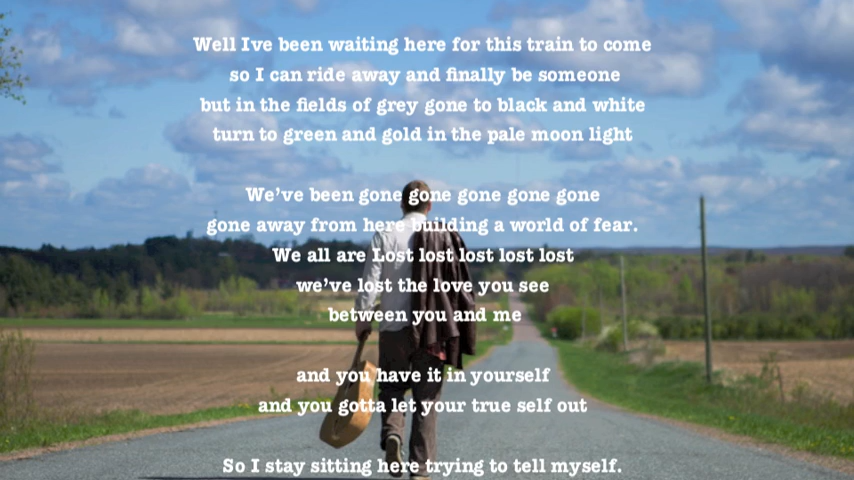 Well Ive been waiting here for this train to come
so I can ride away and finally be someone
but in the fields of grey gone to black and white
turn to green and gold in the pale moon light
We've been gone gone gone gone gone
gone away from here building a world of fear.
We all are Lost lost lost lost lost
we've lost the love you see
between you and me
and you have it in yourself
and you gotta let your true self out
So I stay sitting here trying to tell myself.